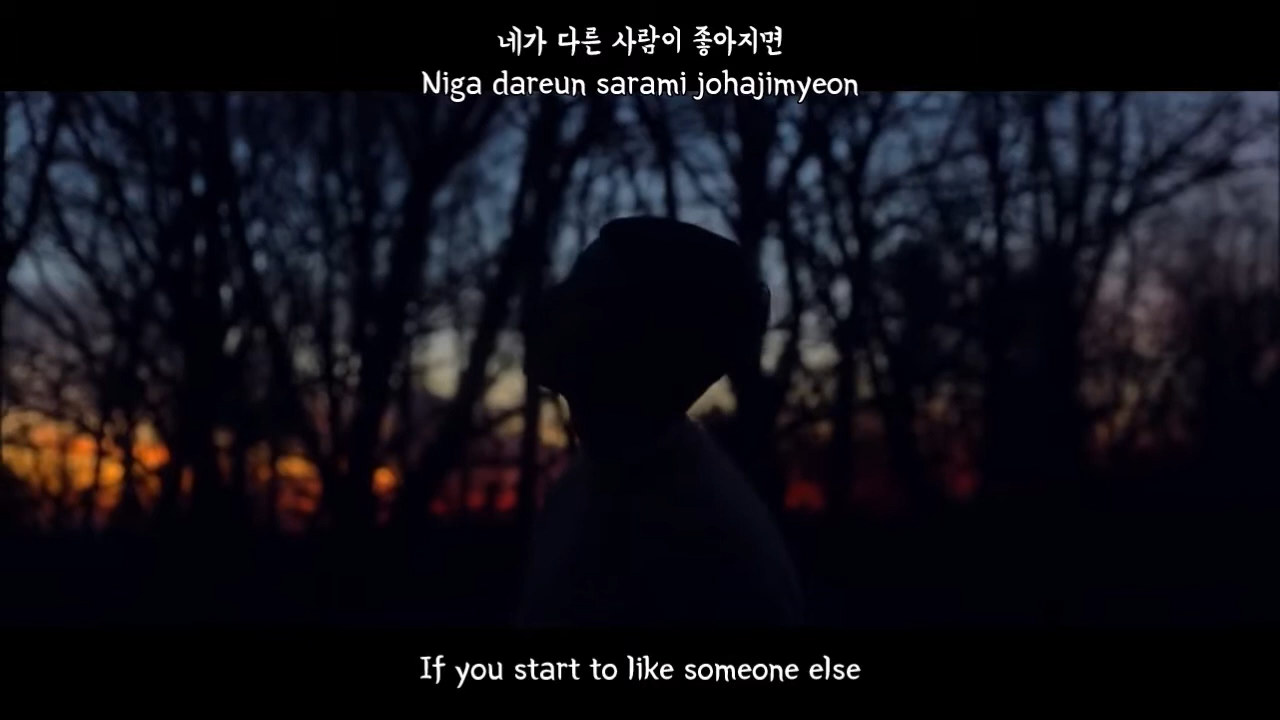 네가 다른 사람이 좋아지면
Niga dareun sarami johajimyeon
If you start to like someone else